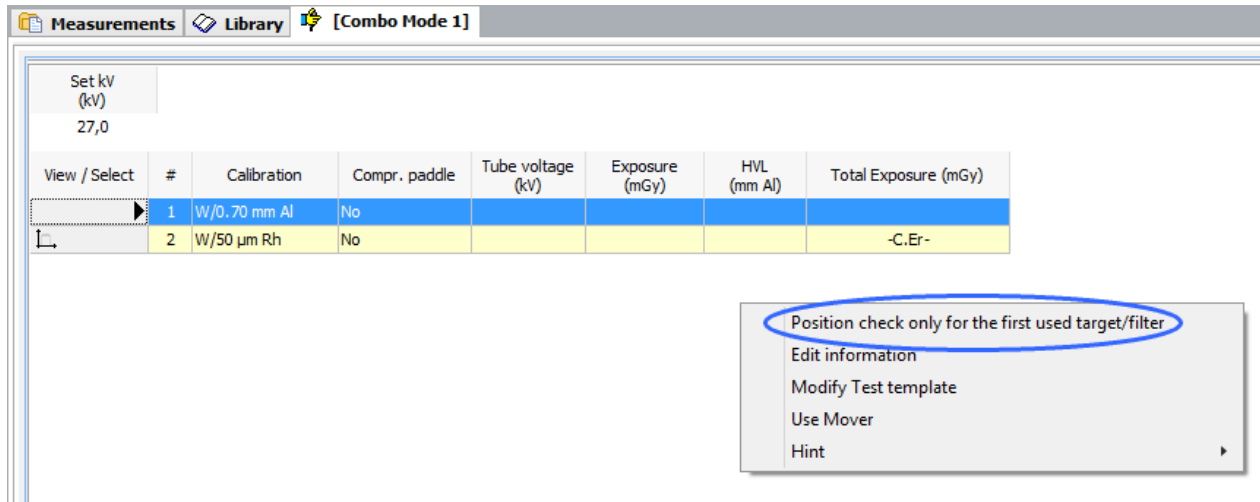 Measurements Library [Combo Mode 1]
Set kV
(kV)
27,0
View / Select # Calibration Compr. paddle Tube voltage (kV) Exposure (mGy) HVL (mm Al) Total Exposure (mGy)
1 W/0.70 mm Al No
2 W/50 µm Rh No -C.Er-
Position check only for the first used target/filter
Edit information
Modify Test template
Use Mover
Hint